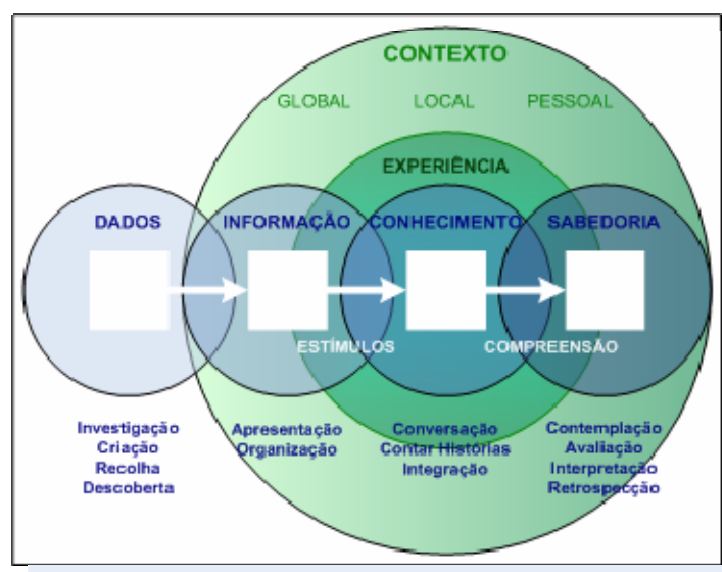 CONTEXTO
GLOBAL LOCAL PESSOAL
EXPERIÊNCIA
DADOS INFORMAÇÃO CONHECIMENTO SABEDORIA
ESTÍMULOS COMPREENSÃO
Investigação
Criação
Recolha
Descoberta
Apresentação
Organização
Conversação
Contar Histórias
Integração
Contemplação
Avaliação
Interpretação
Retrospecção